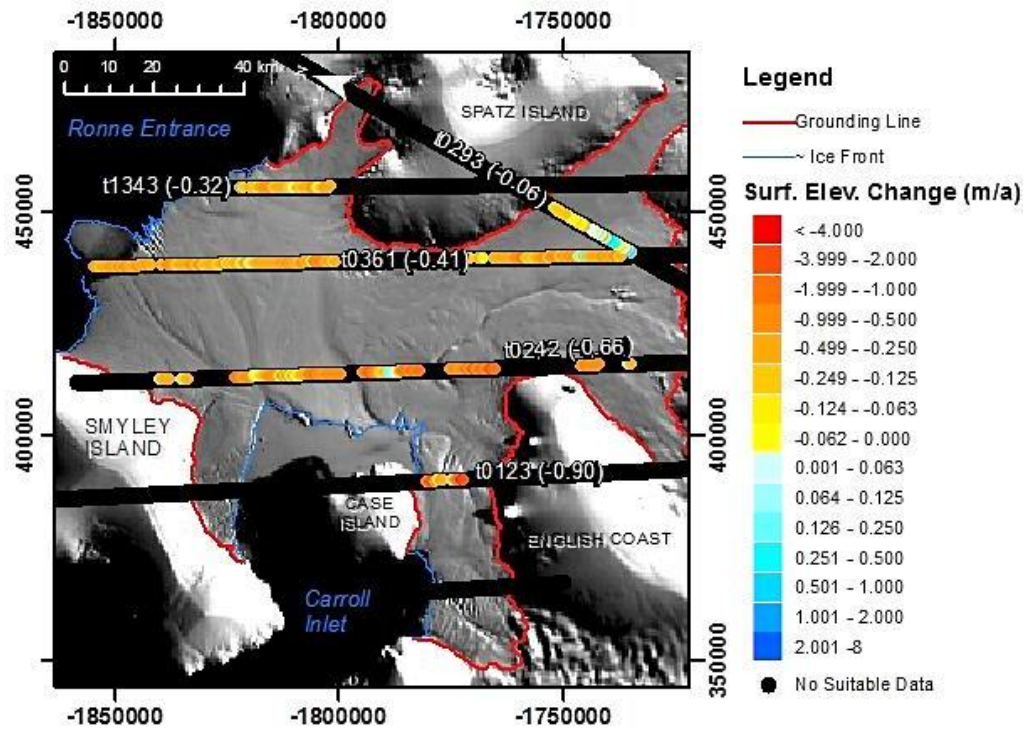 -1850000 -1800000 -1750000
0 10 20 40 km
N
Ronne Entrance
SPATZ ISLAND
t0293 (-0.06)
t1343 (-0.32)
450000 450000
t0361 (-0.41)
t0242 (-0.66)
SMYLEY
ISLAND
400000 400000
t0123 (-0.90)
CASE
ISLAND
ENGLISH COAST
Carroll
Inlet
350000 350000
-1850000 -1800000 -1750000
Legend
Grounding Line
~ Ice Front
Surf. Elev. Change (m/a)
< -4.000
-3.999 - -2.000
-1.999 - -1.000
-0.999 - -0.500
-0.499 - -0.250
-0.249 - -0.125
-0.124 - -0.063
-0.062 - 0.000
0.001 - 0.063
0.064 - 0.125
0.126 - 0.250
0.251 - 0.500
0.501 - 1.000
1.001 - 2.000
2.001 -8
No Suitable Data